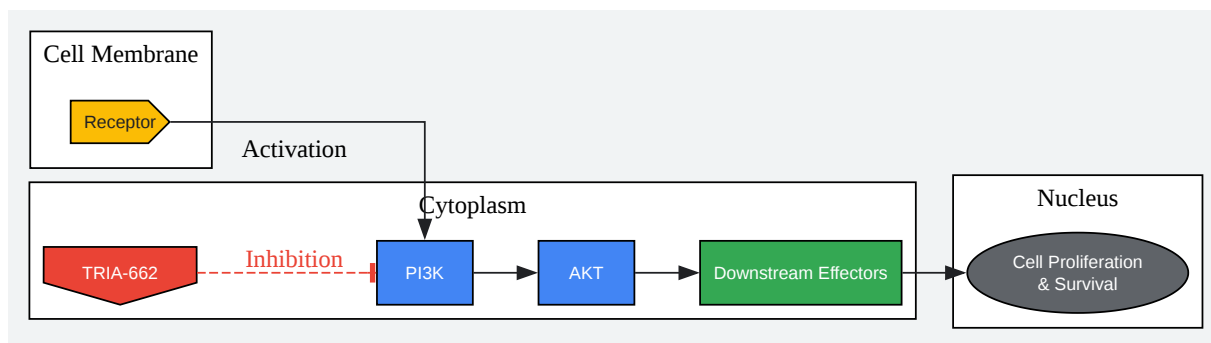 Cell Membrane
Receptor
Activation
Cytoplasm
Nucleus
TRIA-662
Inhibition
PI3K
AKT
Downstream Effectors
Cell Proliferation
& Survival